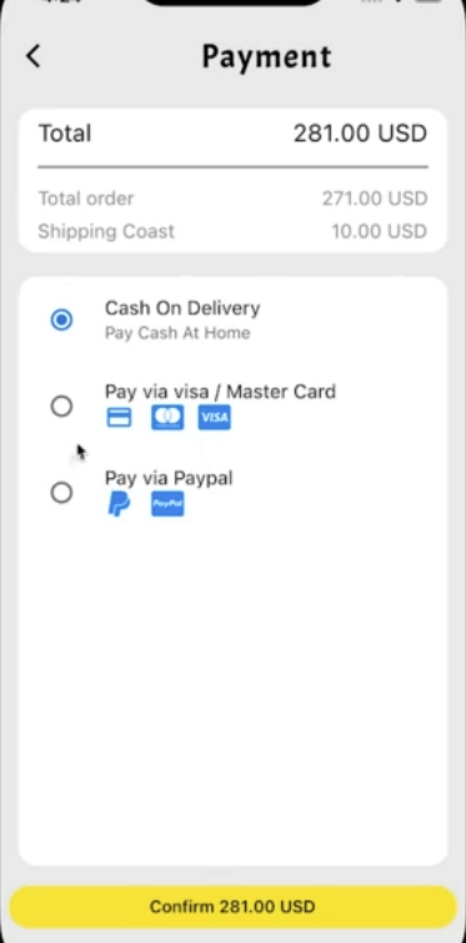 Payment
Total 281.00 USD
Total order 271.00 USD
Shipping Coast 10.00 USD
Cash On Delivery
Pay Cash At Home
Pay via visa / Master Card
VISA
Pay via Paypal
PayPal
Confirm 281.00 USD